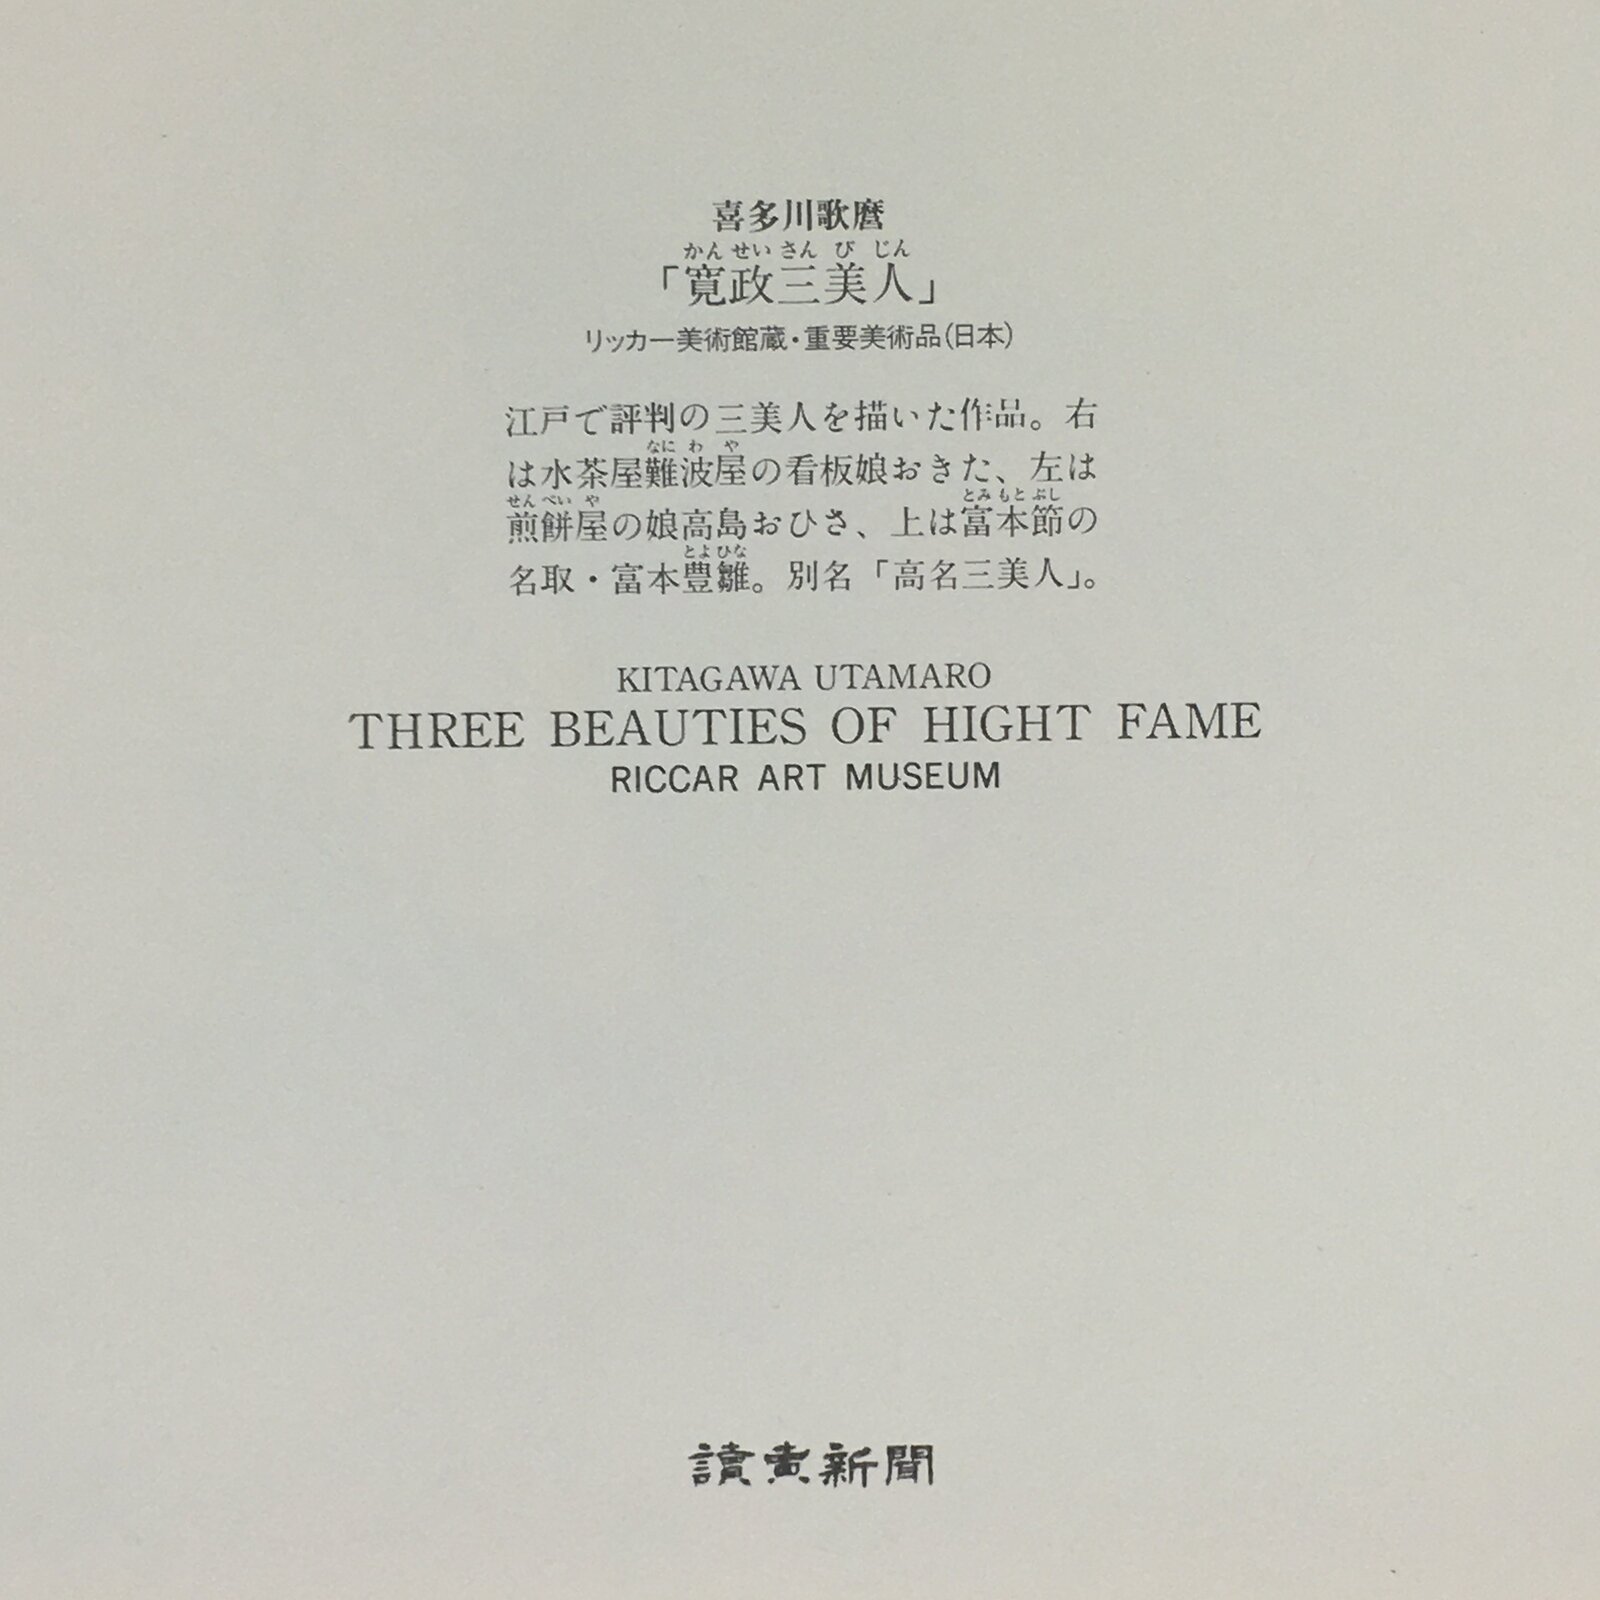 喜多川歌麿
かんせいさんびじん
「寛政三美人」
リッカー美術館蔵・重要美術品(日本)
江戸で評判の三美人を描いた作品。右
なにわや
は水茶屋難波屋の看板娘おきた、左は
せんべいや とみもとぶし
煎餅屋の娘高島おひさ、上は富本節の
とよひな
名取・富本豊雛。別名「高名三美人」。
KITAGAWA UTAMARO
THREE BEAUTIES OF HIGHT FAME
RICCAR ART MUSEUM
讀賣新聞